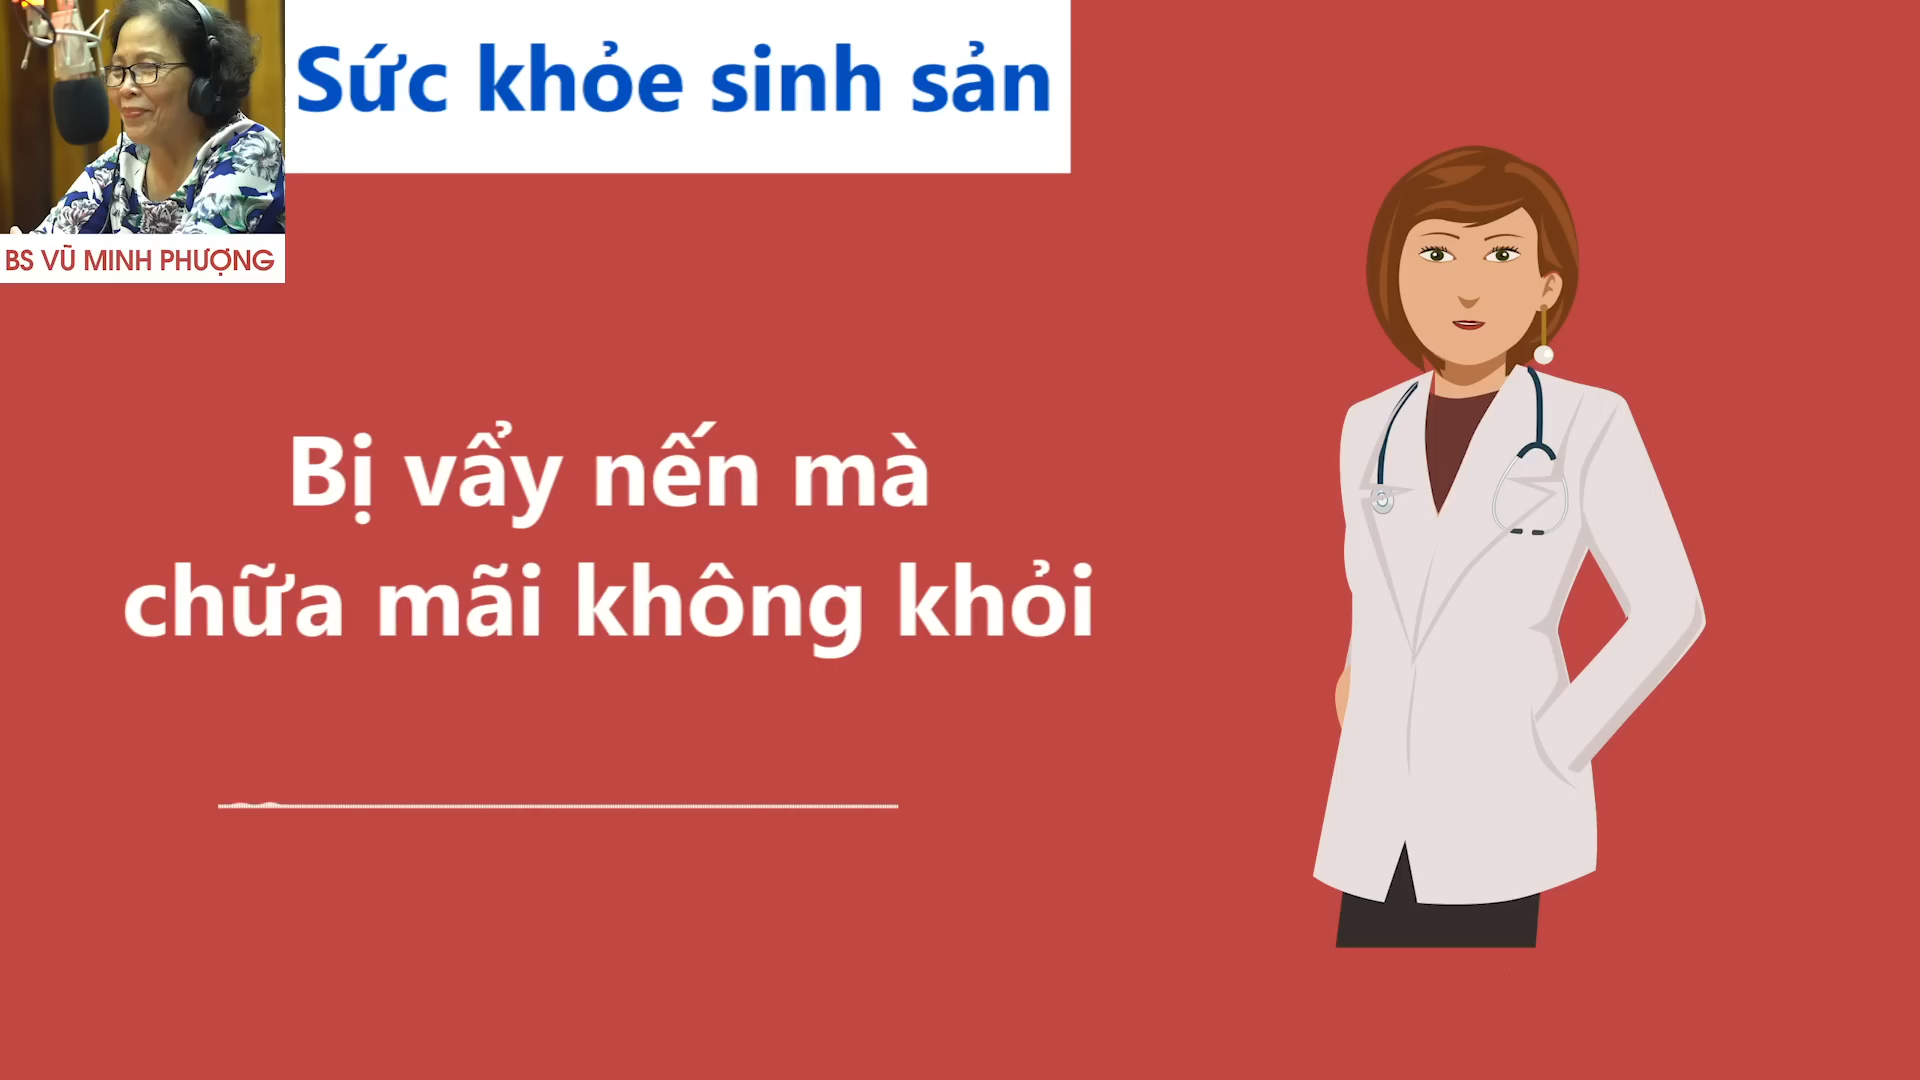 Sức khỏe sinh sản
BS VŨ MINH PHƯỢNG
Bị vẩy nến mà
chữa mãi không khỏi